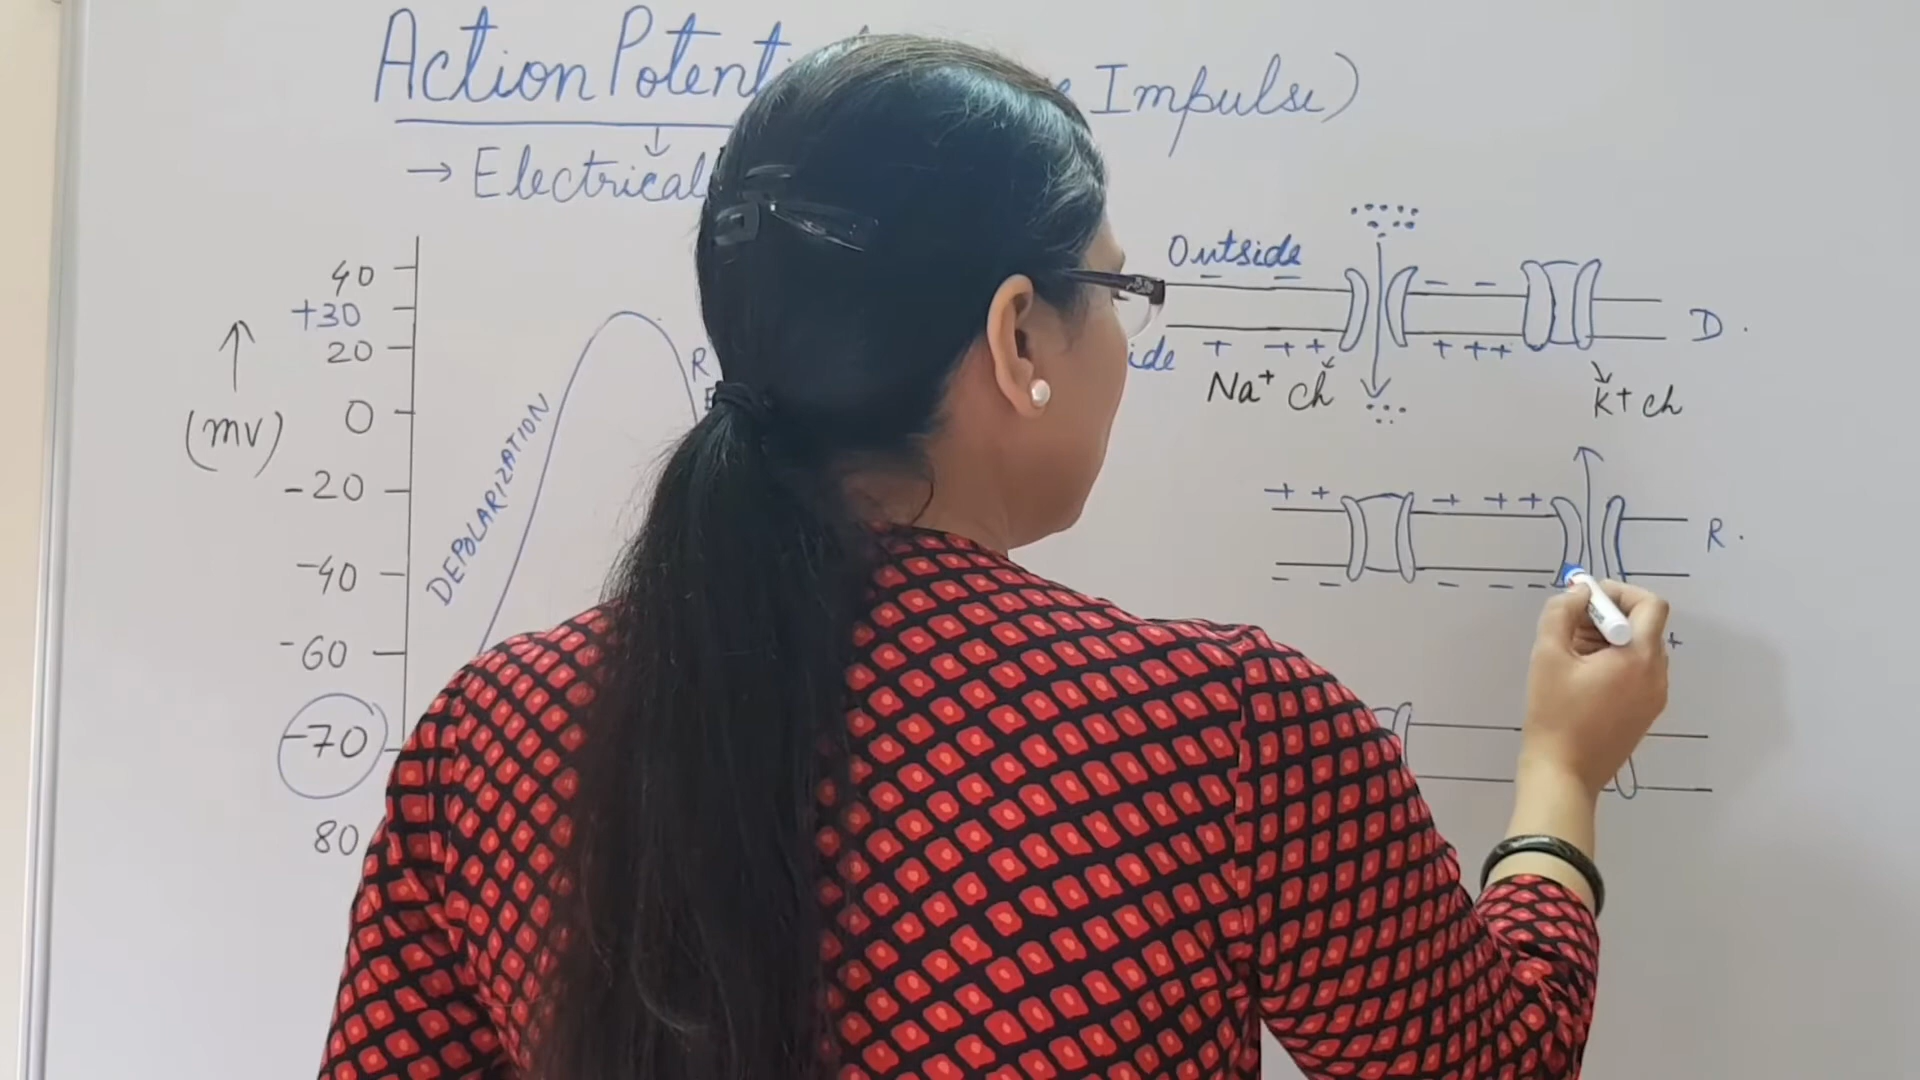 Action Potenti Impulse)
→ Electrical
40
+30
20
0
-20
-40
-60
-70
80
↑
(mv)
DEPOLARIZATION
R
E
Outside
- - - -
ide
+ + + + + +
D.
Na+ ch
K+ ch
+ + + + +
R.
- - - - -
+